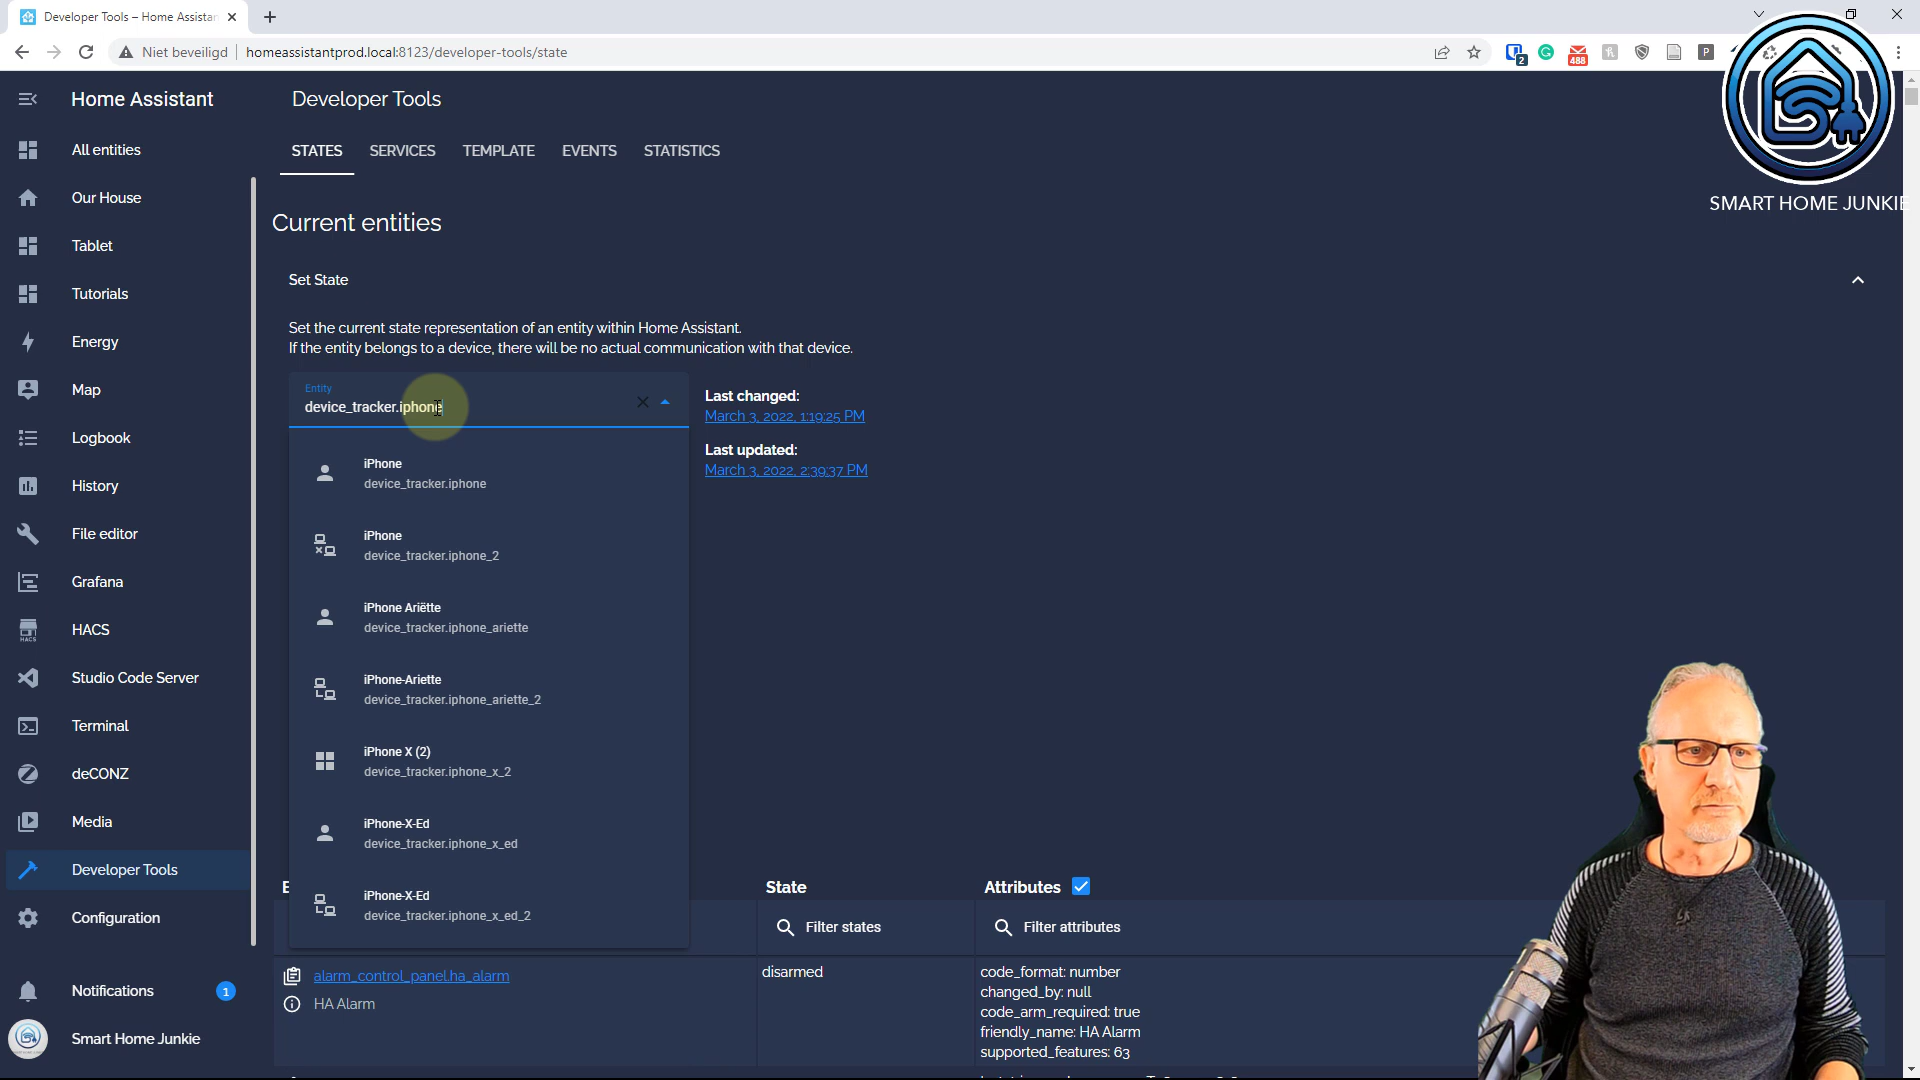 Developer Tools – Home Assistan
Niet beveiligd
homeassistantprod.local:8123/developer-tools/state
2
488
P
SMART HOME JUNKIE
Home Assistant
All entities
Our House
Tablet
Tutorials
Energy
Map
Logbook
History
File editor
Grafana
HACS
HACS
Studio Code Server
Terminal
deCONZ
Media
Developer Tools
Configuration
Notifications
1
Smart Home Junkie
Developer Tools
STATES
SERVICES
TEMPLATE
EVENTS
STATISTICS
Current entities
Set State
Set the current state representation of an entity within Home Assistant.
If the entity belongs to a device, there will be no actual communication with that device.
Entity
device_tracker.iphone
iPhone
device_tracker.iphone
iPhone
device_tracker.iphone_2
iPhone Ariëtte
device_tracker.iphone_ariette
iPhone-Ariette
device_tracker.iphone_ariette_2
iPhone X (2)
device_tracker.iphone_x_2
iPhone-X-Ed
device_tracker.iphone_x_ed
iPhone-X-Ed
device_tracker.iphone_x_ed_2
Last changed:
March 3, 2022, 1:19:25 PM
Last updated:
March 3, 2022, 2:39:37 PM
State
Attributes
Filter states
Filter attributes
alarm_control_panel.ha_alarm
HA Alarm
disarmed
code_format: number
changed_by: null
code_arm_required: true
friendly_name: HA Alarm
supported_features: 63